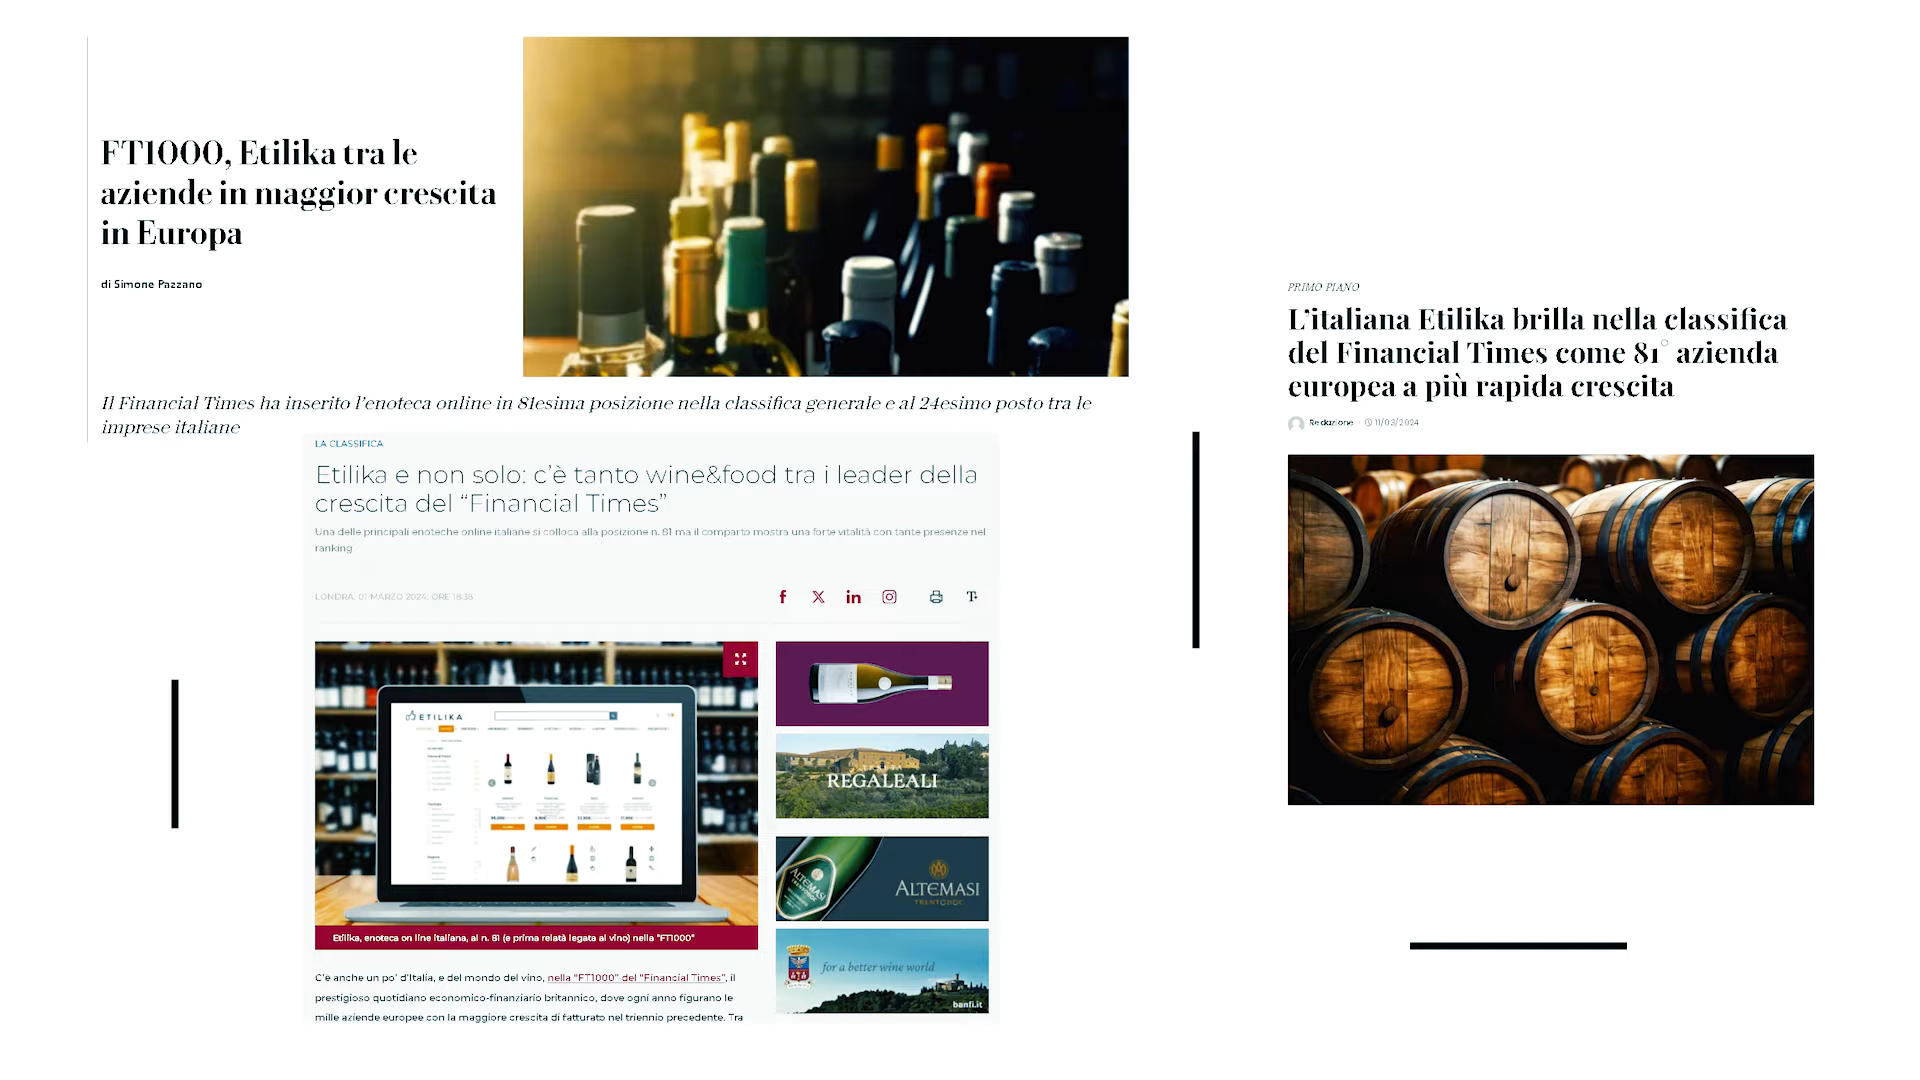 FT1000, Etilika tra le
aziende in maggior crescita
in Europa
di Simone Pazzano
Il Financial Times ha inserito l’enoteca online in 81esima posizione nella classifica generale e al 24esimo posto tra le
imprese italiane
LA CLASSIFICA
Etilika e non solo: c’è tanto wine&food tra i leader della
crescita del “Financial Times”
Una delle principali enoteche online italiane si colloca alla posizione n. 81 ma il comparto mostra una forte vitalità con tante presenze nel
ranking
LONDRA, 01 MARZO 2024, ORE 18:38
ETILIKA
Etilika, enoteca on line italiana, al n. 81 (e prima relatà legata al vino) nella "FT1000"
C’è anche un po’ d’Italia, e del mondo del vino, nella “FT1000” del “Financial Times”, il
prestigioso quotidiano economico-finanziario britannico, dove ogni anno figurano le
mille aziende europee con la maggiore crescita di fatturato nel triennio precedente. Tra
REGALEALI
ALTEMASI
TRENTODOC
ALTEMASI
TRENTODOC
for a better wine world
banfi.it
PRIMO PIANO
L’italiana Etilika brilla nella classifica
del Financial Times come 81° azienda
europea a più rapida crescita
Redazione 11/03/2024